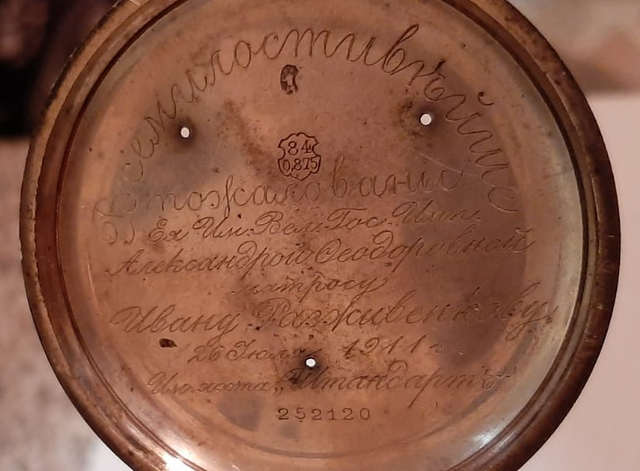 Всемилостивѣйше
84
0,875
пожаловано
Ея Им. Вел. Гос. Имп.
Александрой Ѳеодоровной
матросу
Ивану Разживенкову
26 Июля 1911 г
Имп. яхта „Штандартъ“
252120